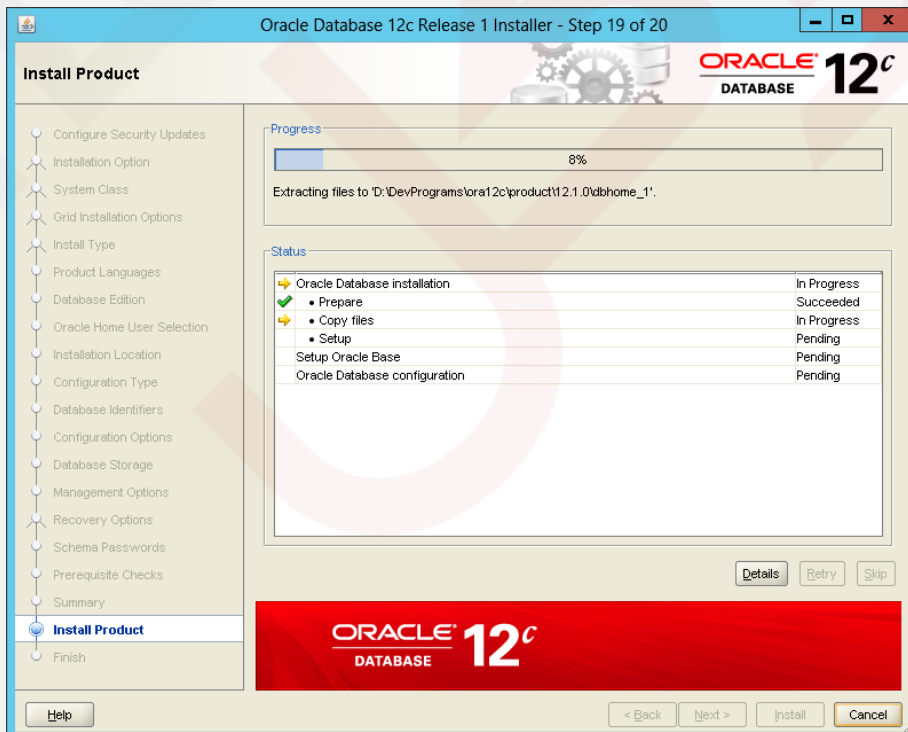 Oracle Database 12c Release 1 Installer - Step 19 of 20
Install Product
ORACLE® 12c
DATABASE
Configure Security Updates
Installation Option
System Class
Grid Installation Options
Install Type
Product Languages
Database Edition
Oracle Home User Selection
Installation Location
Configuration Type
Database Identifiers
Configuration Options
Database Storage
Management Options
Recovery Options
Schema Passwords
Prerequisite Checks
Summary
Install Product
Finish
Progress
8%
Extracting files to 'D:\DevPrograms\ora12c\product\12.1.0\dbhome_1'.
Status
Oracle Database installation In Progress
• Prepare Succeeded
• Copy files In Progress
• Setup Pending
Setup Oracle Base Pending
Oracle Database configuration Pending
Details Retry Skip
ORACLE® 12c
DATABASE
Help < Back Next > Install Cancel